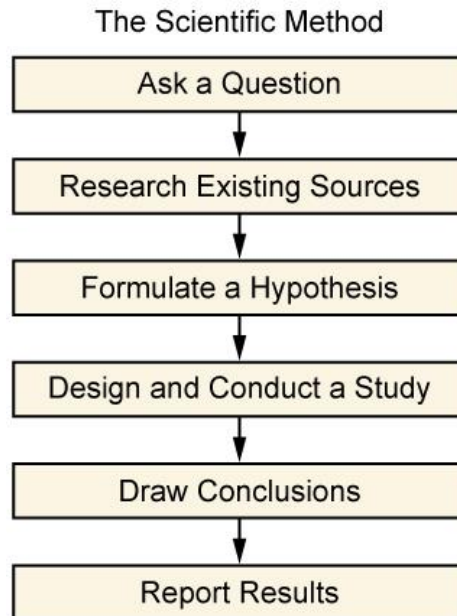 The Scientific Method
Ask a Question
Research Existing Sources
Formulate a Hypothesis
Design and Conduct a Study
Draw Conclusions
Report Results